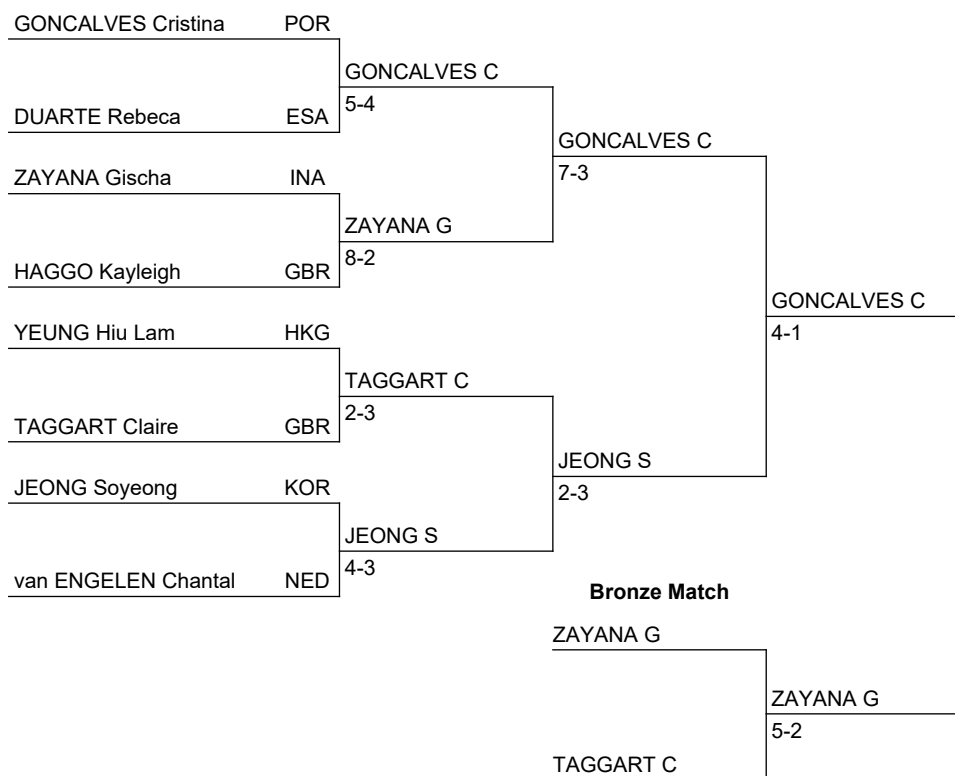 GONCALVES Cristina POR
GONCALVES C
5-4
DUARTE Rebeca ESA
GONCALVES C
7-3
ZAYANA Gischa INA
ZAYANA G
8-2
HAGGO Kayleigh GBR
GONCALVES C
4-1
YEUNG Hiu Lam HKG
TAGGART C
2-3
TAGGART Claire GBR
JEONG S
2-3
JEONG Soyeong KOR
JEONG S
4-3
van ENGELEN Chantal NED
Bronze Match
ZAYANA G
ZAYANA G
5-2
TAGGART C